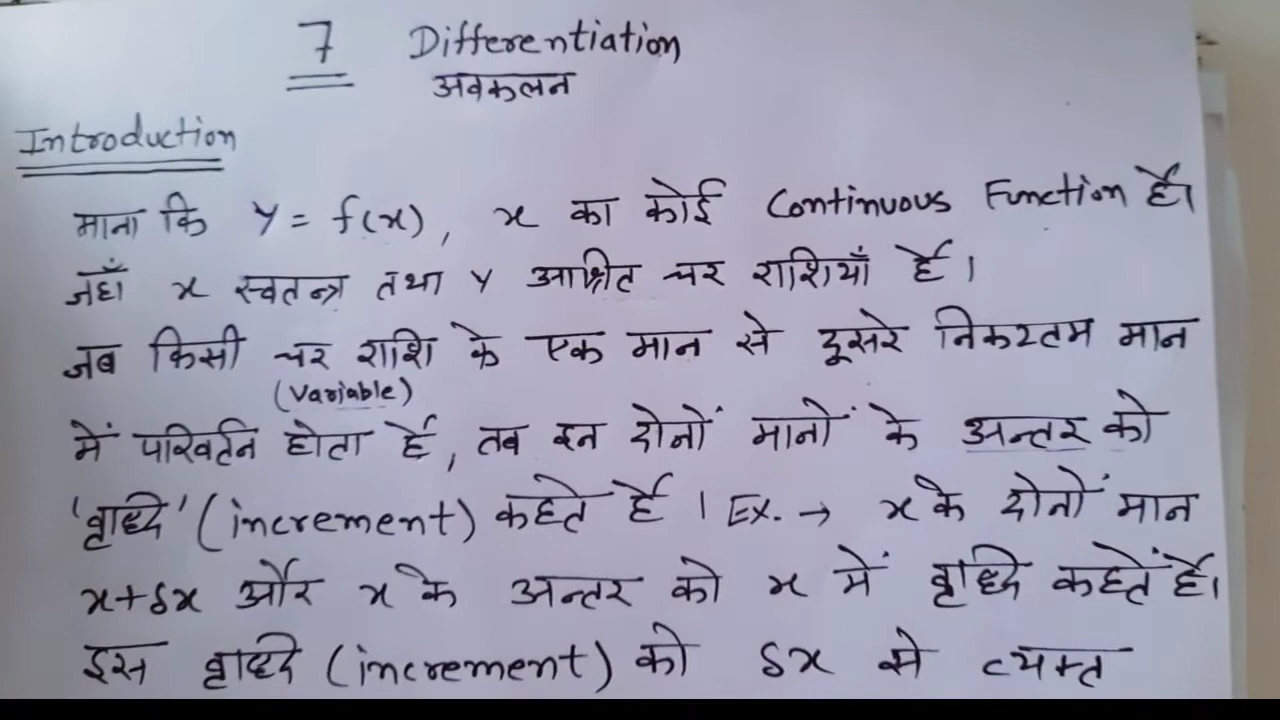 7 Differentiation
अवकलन
Introduction
माना कि y = f(x), x का कोई Continuous Function है।
जहाँ x स्वतन्त्र तथा y आश्रित चर राशियाँ हैं।
जब किसी चर राशि के एक मान से दूसरे निकटतम मान
(Variable)
में परिवर्तन होता है, तब इन दोनों मानों के अन्तर को
'वृद्धि' (increment) कहते हैं । Ex. → x के दोनों मान
x+δx और x के अन्तर को x में वृद्धि कहतें हैं।
इस वृद्धि (increment) को δx से व्यक्त